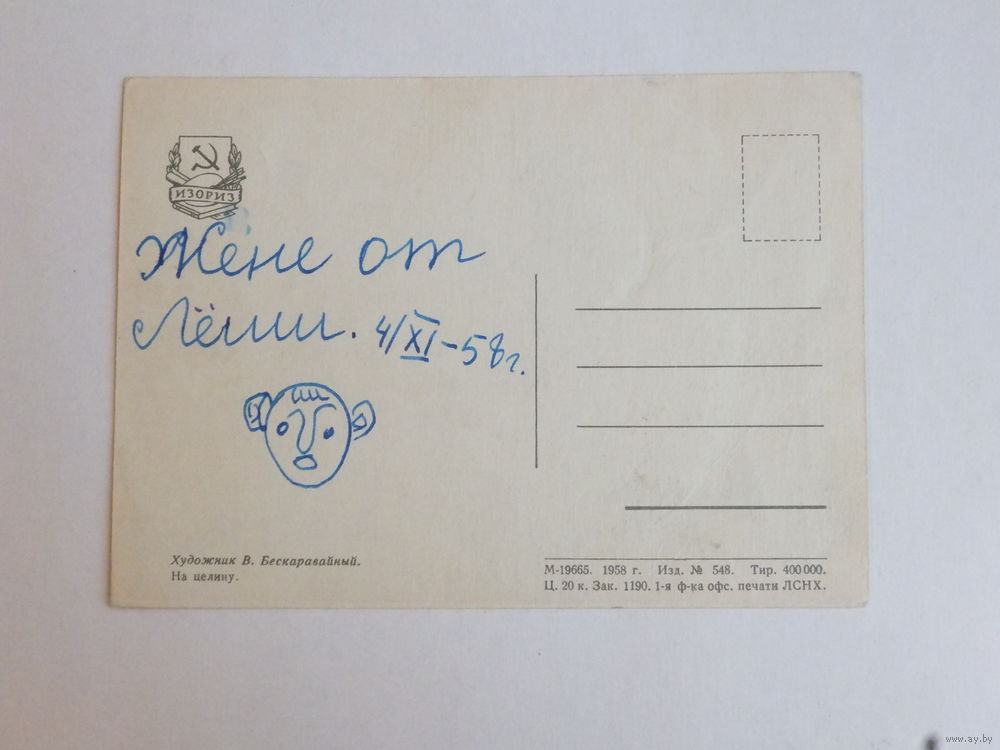 ИЗОГИЗ
Жене от
Лёши. 4/XI-58г.
Художник В. Бескаравайный.
На целину.
М-19665. 1958 г. Изд. № 548. Тир. 400 000.
Ц. 20 к. Зак. 1190. 1-я ф-ка офс. печати ЛСНХ.
www.ay.by